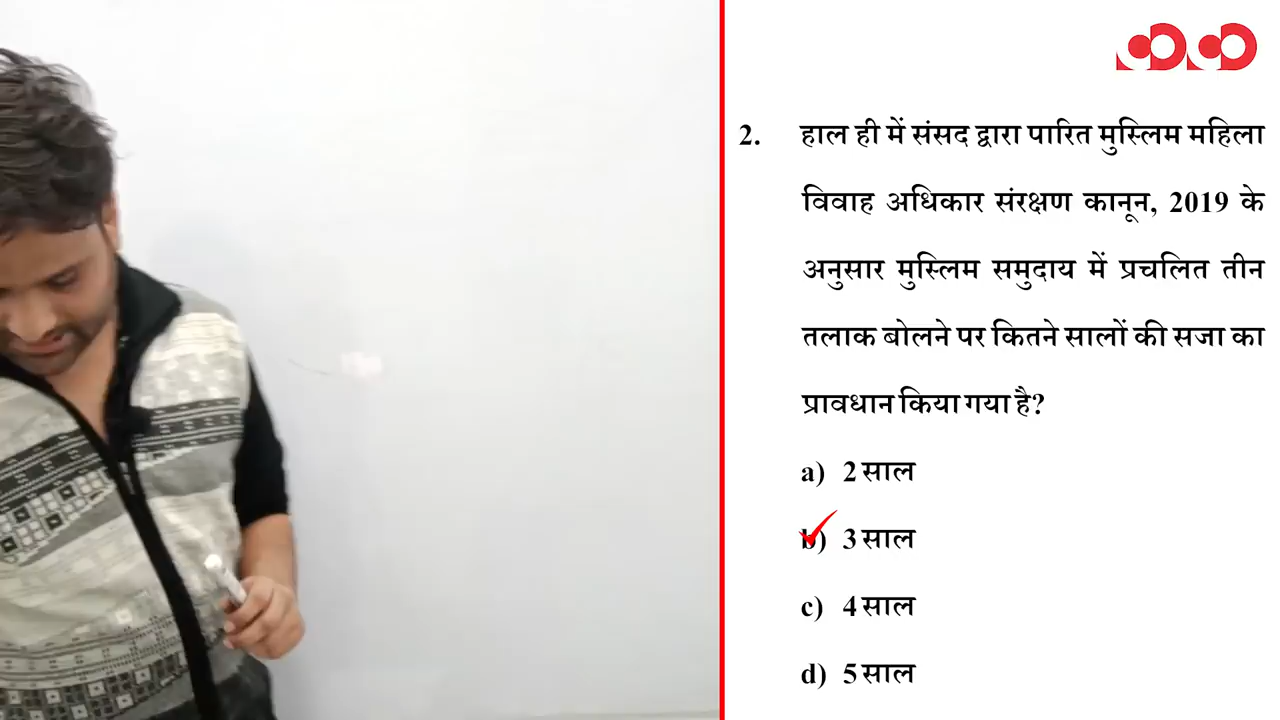 2. हाल ही में संसद द्वारा पारित मुस्लिम महिला
विवाह अधिकार संरक्षण कानून, 2019 के
अनुसार मुस्लिम समुदाय में प्रचलित तीन
तलाक बोलने पर कितने सालों की सजा का
प्रावधान किया गया है?
a) 2 साल
b) 3 साल
c) 4 साल
d) 5 साल